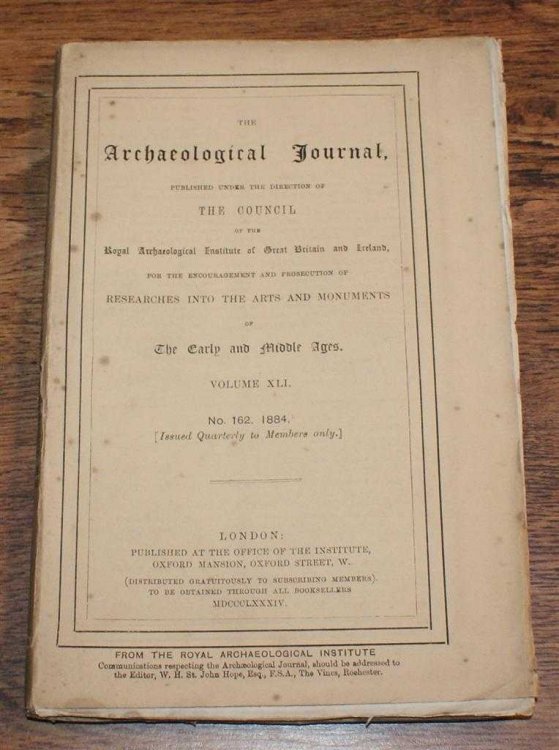 THE
Archaeological Journal,
PUBLISHED UNDER THE DIRECTION OF
THE COUNCIL
OF THE
Royal Archaeological Institute of Great Britain and Ireland,
FOR THE ENCOURAGEMENT AND PROSECUTION OF
RESEARCHES INTO THE ARTS AND MONUMENTS
OF
The Early and Middle Ages.
VOLUME XLI.
No. 162. 1884.
[Issued Quarterly to Members only.]
LONDON:
PUBLISHED AT THE OFFICE OF THE INSTITUTE,
OXFORD MANSION, OXFORD STREET, W.
(DISTRIBUTED GRATUITOUSLY TO SUBSCRIBING MEMBERS).
TO BE OBTAINED THROUGH ALL BOOKSELLERS
MDCCCLXXXIV.
FROM THE ROYAL ARCHAEOLOGICAL INSTITUTE
Communications respecting the Archæological Journal, should be addressed to
the Editor, W. H. St. John Hope, Esq., F.S.A., The Vines, Rochester.